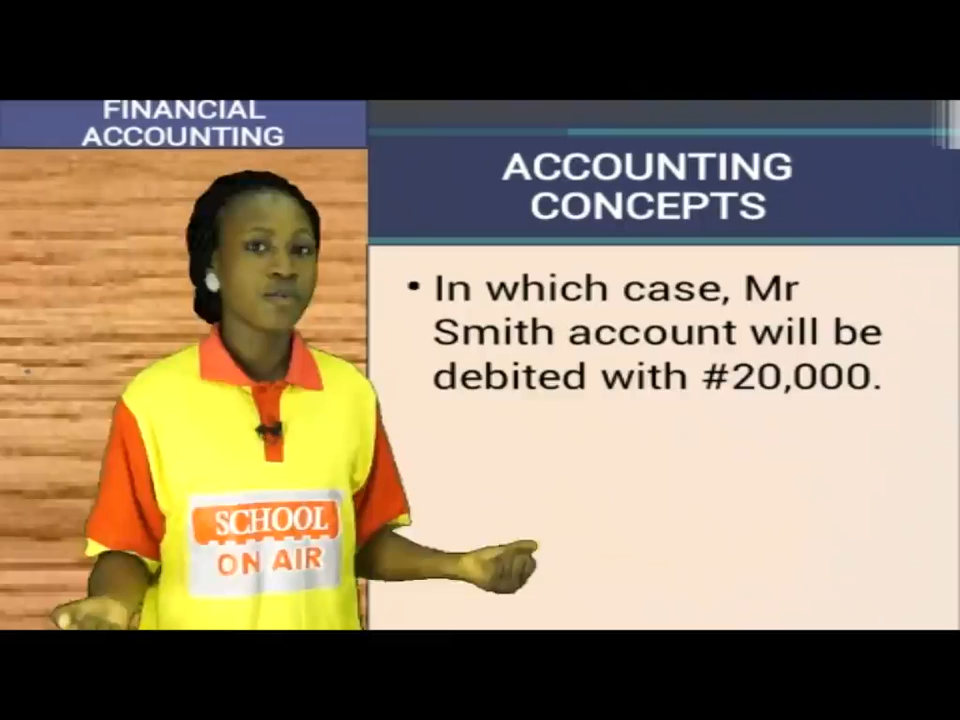 FINANCIAL
ACCOUNTING
ACCOUNTING
CONCEPTS
• In which case, Mr
Smith account will be
debited with #20,000.
SCHOOL
ON AIR